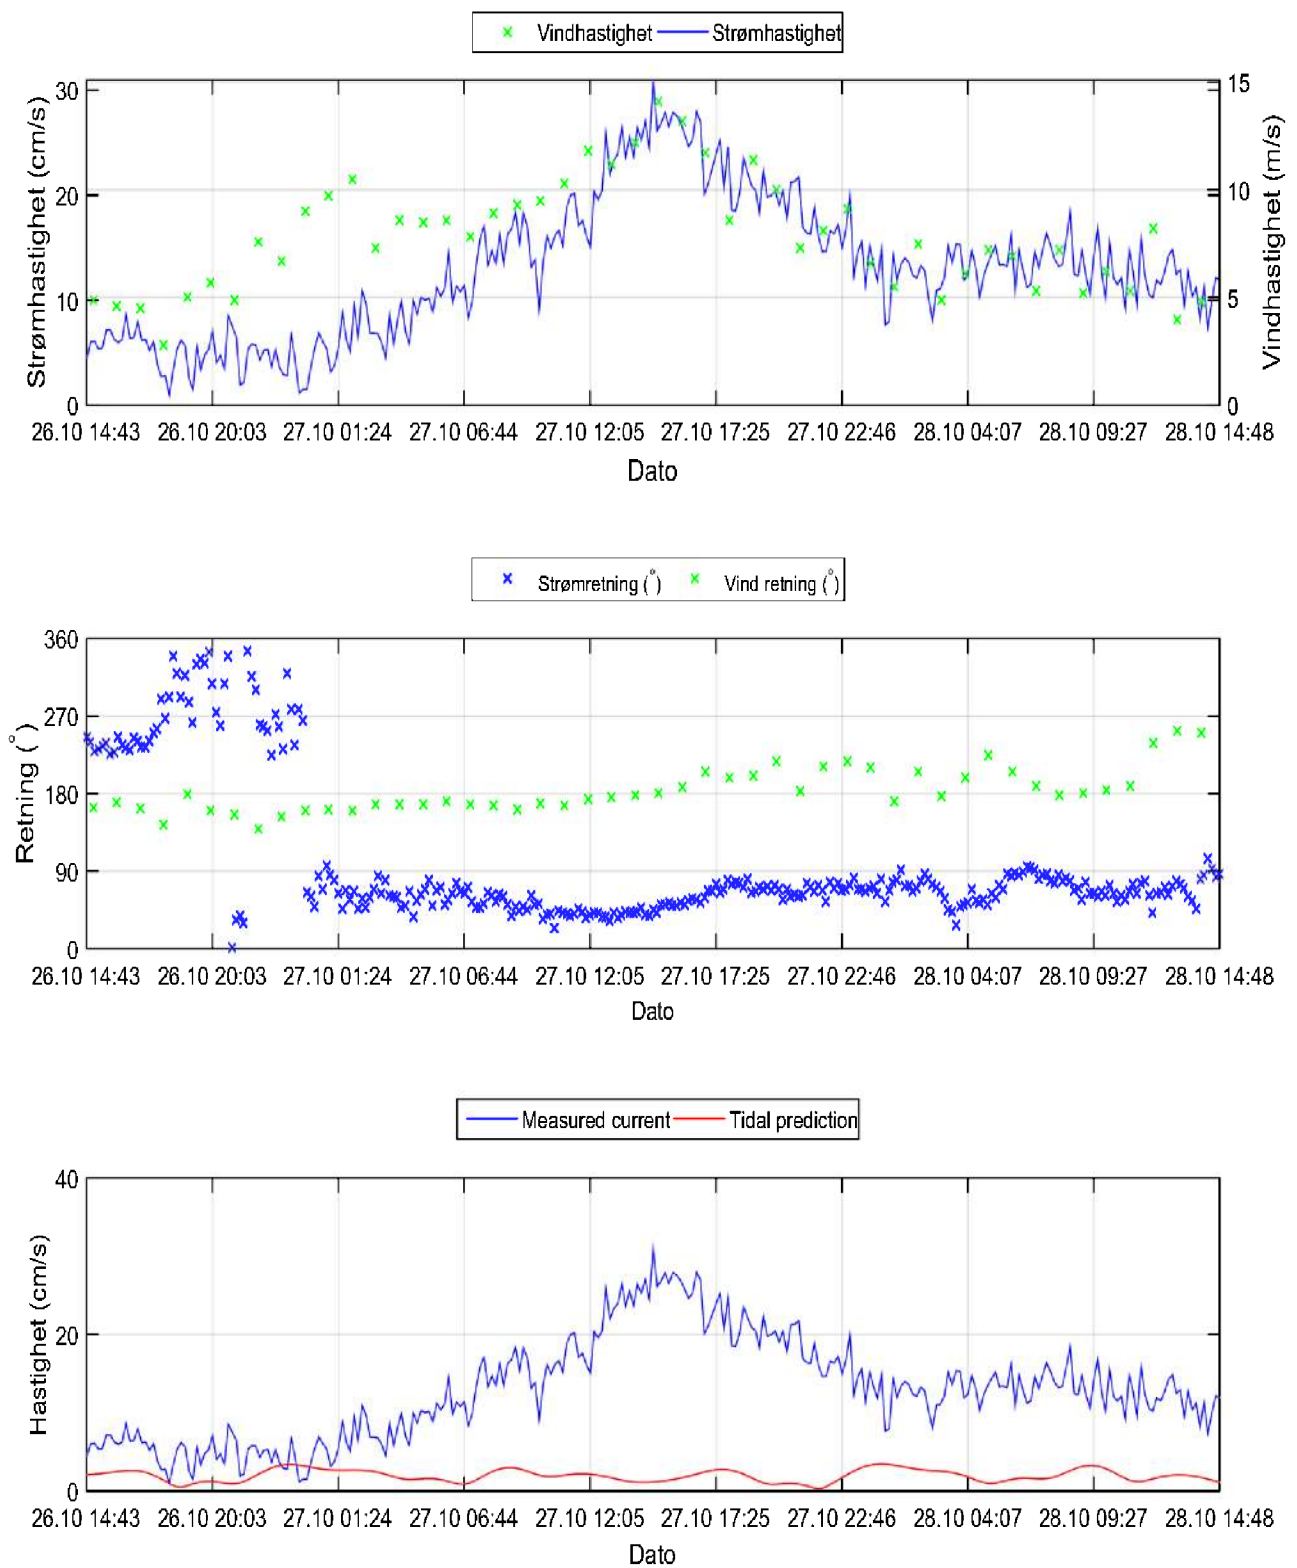 Vindhastighet Strømhastighet
30 15
20 10
10 5
0 0
Strømhastighet (cm/s)
Vindhastighet (m/s)
26.10 14:43 26.10 20:03 27.10 01:24 27.10 06:44 27.10 12:05 27.10 17:25 27.10 22:46 28.10 04:07 28.10 09:27 28.10 14:48
Dato
Strømretning (°) Vind retning (°)
360
270
180
90
0
Retning (°)
26.10 14:43 26.10 20:03 27.10 01:24 27.10 06:44 27.10 12:05 27.10 17:25 27.10 22:46 28.10 04:07 28.10 09:27 28.10 14:48
Dato
Measured current Tidal prediction
40
20
0
Hastighet (cm/s)
26.10 14:43 26.10 20:03 27.10 01:24 27.10 06:44 27.10 12:05 27.10 17:25 27.10 22:46 28.10 04:07 28.10 09:27 28.10 14:48
Dato